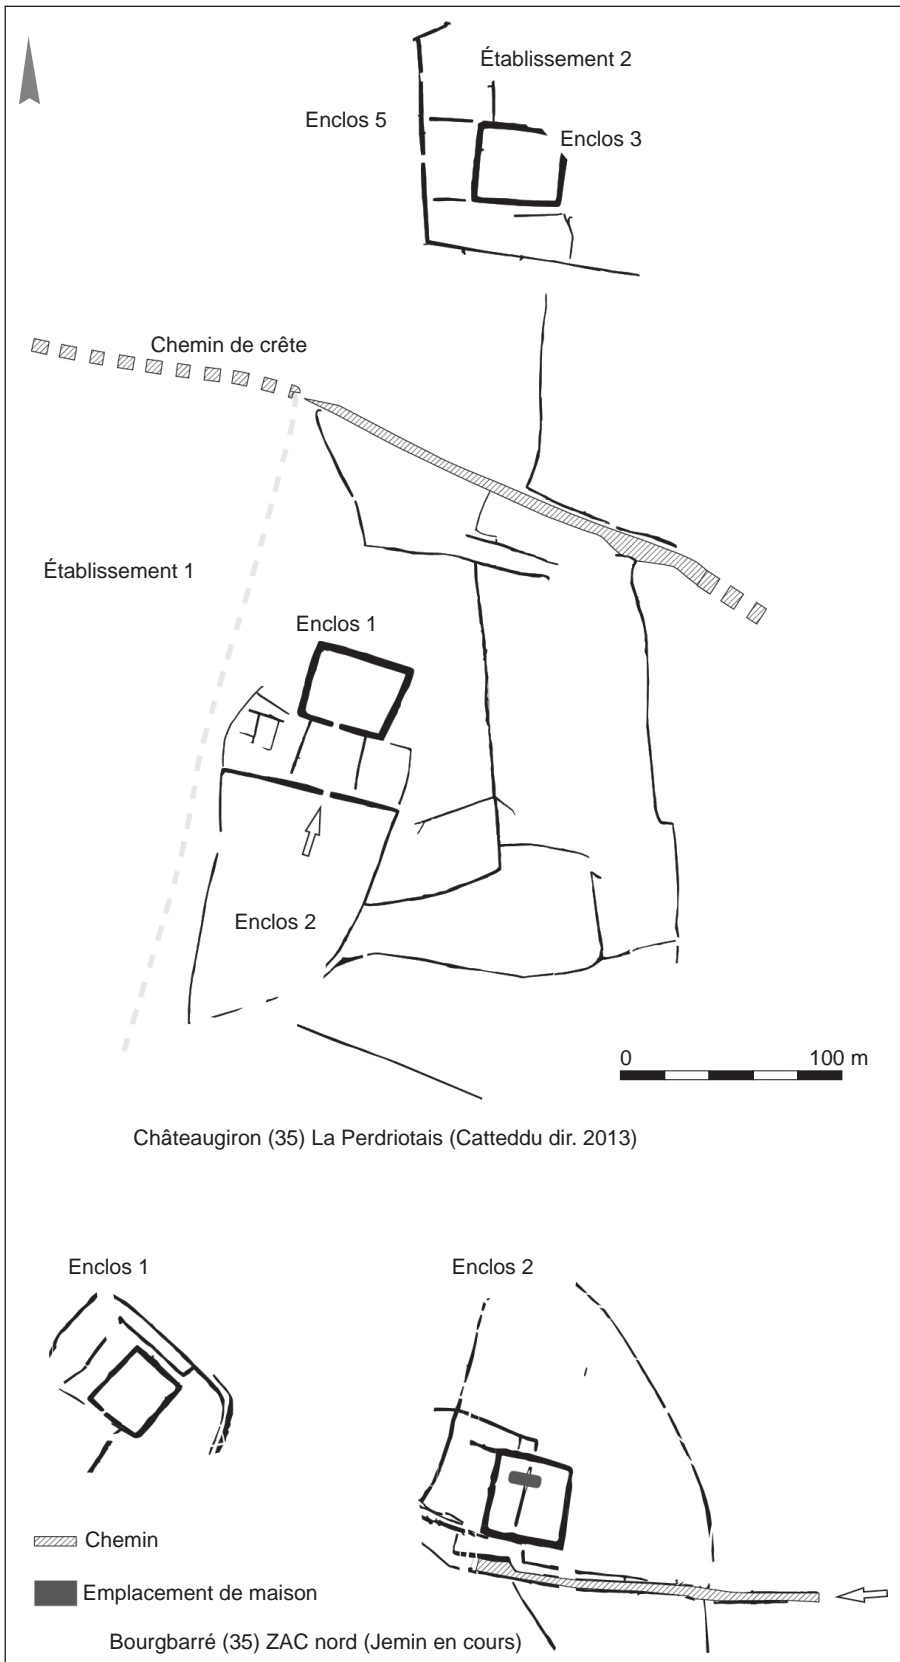 Établissement 2
Enclos 5
Enclos 3
Chemin de crête
Établissement 1
Enclos 1
Enclos 2
0 100 m
Châteaugiron (35) La Perdriotais (Catteddu dir. 2013)
Enclos 1
Enclos 2
Chemin
Emplacement de maison
Bourgbarré (35) ZAC nord (Jemin en cours)